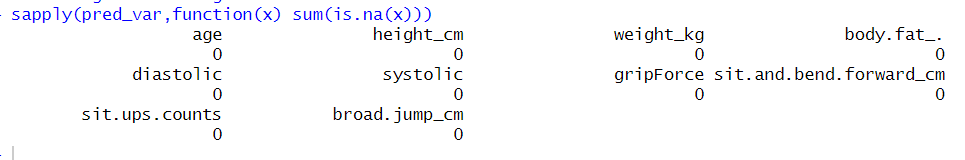 sapply(pred_var,function(x) sum(is.na(x)))
age height_cm weight_kg body.fat_.
0 0 0 0
diastolic systolic gripForce sit.and.bend.forward_cm
0 0 0 0
sit.ups.counts broad.jump_cm
0 0